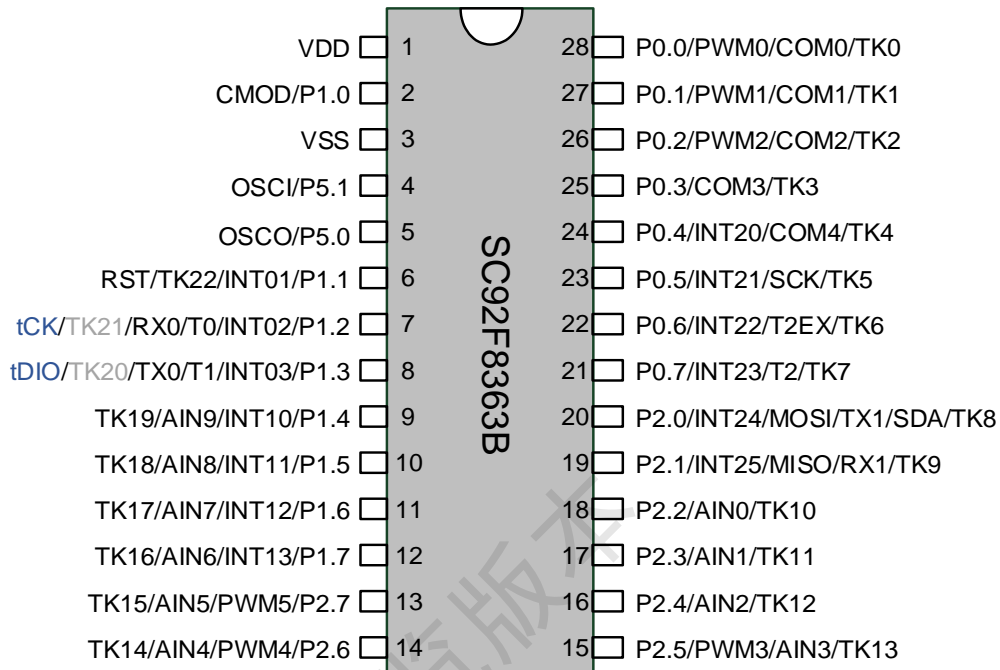 VDD 1 28 P0.0/PWM0/COM0/TK0
CMOD/P1.0 2 27 P0.1/PWM1/COM1/TK1
VSS 3 26 P0.2/PWM2/COM2/TK2
OSCI/P5.1 4 25 P0.3/COM3/TK3
OSCO/P5.0 5 24 P0.4/INT20/COM4/TK4
RST/TK22/INT01/P1.1 6 23 P0.5/INT21/SCK/TK5
tCK/TK21/RX0/T0/INT02/P1.2 7 22 P0.6/INT22/T2EX/TK6
tDIO/TK20/TX0/T1/INT03/P1.3 8 21 P0.7/INT23/T2/TK7
TK19/AIN9/INT10/P1.4 9 20 P2.0/INT24/MOSI/TX1/SDA/TK8
TK18/AIN8/INT11/P1.5 10 19 P2.1/INT25/MISO/RX1/TK9
TK17/AIN7/INT12/P1.6 11 18 P2.2/AIN0/TK10
TK16/AIN6/INT13/P1.7 12 17 P2.3/AIN1/TK11
TK15/AIN5/PWM5/P2.7 13 16 P2.4/AIN2/TK12
TK14/AIN4/PWM4/P2.6 14 15 P2.5/PWM3/AIN3/TK13
SC92F8363B
版本